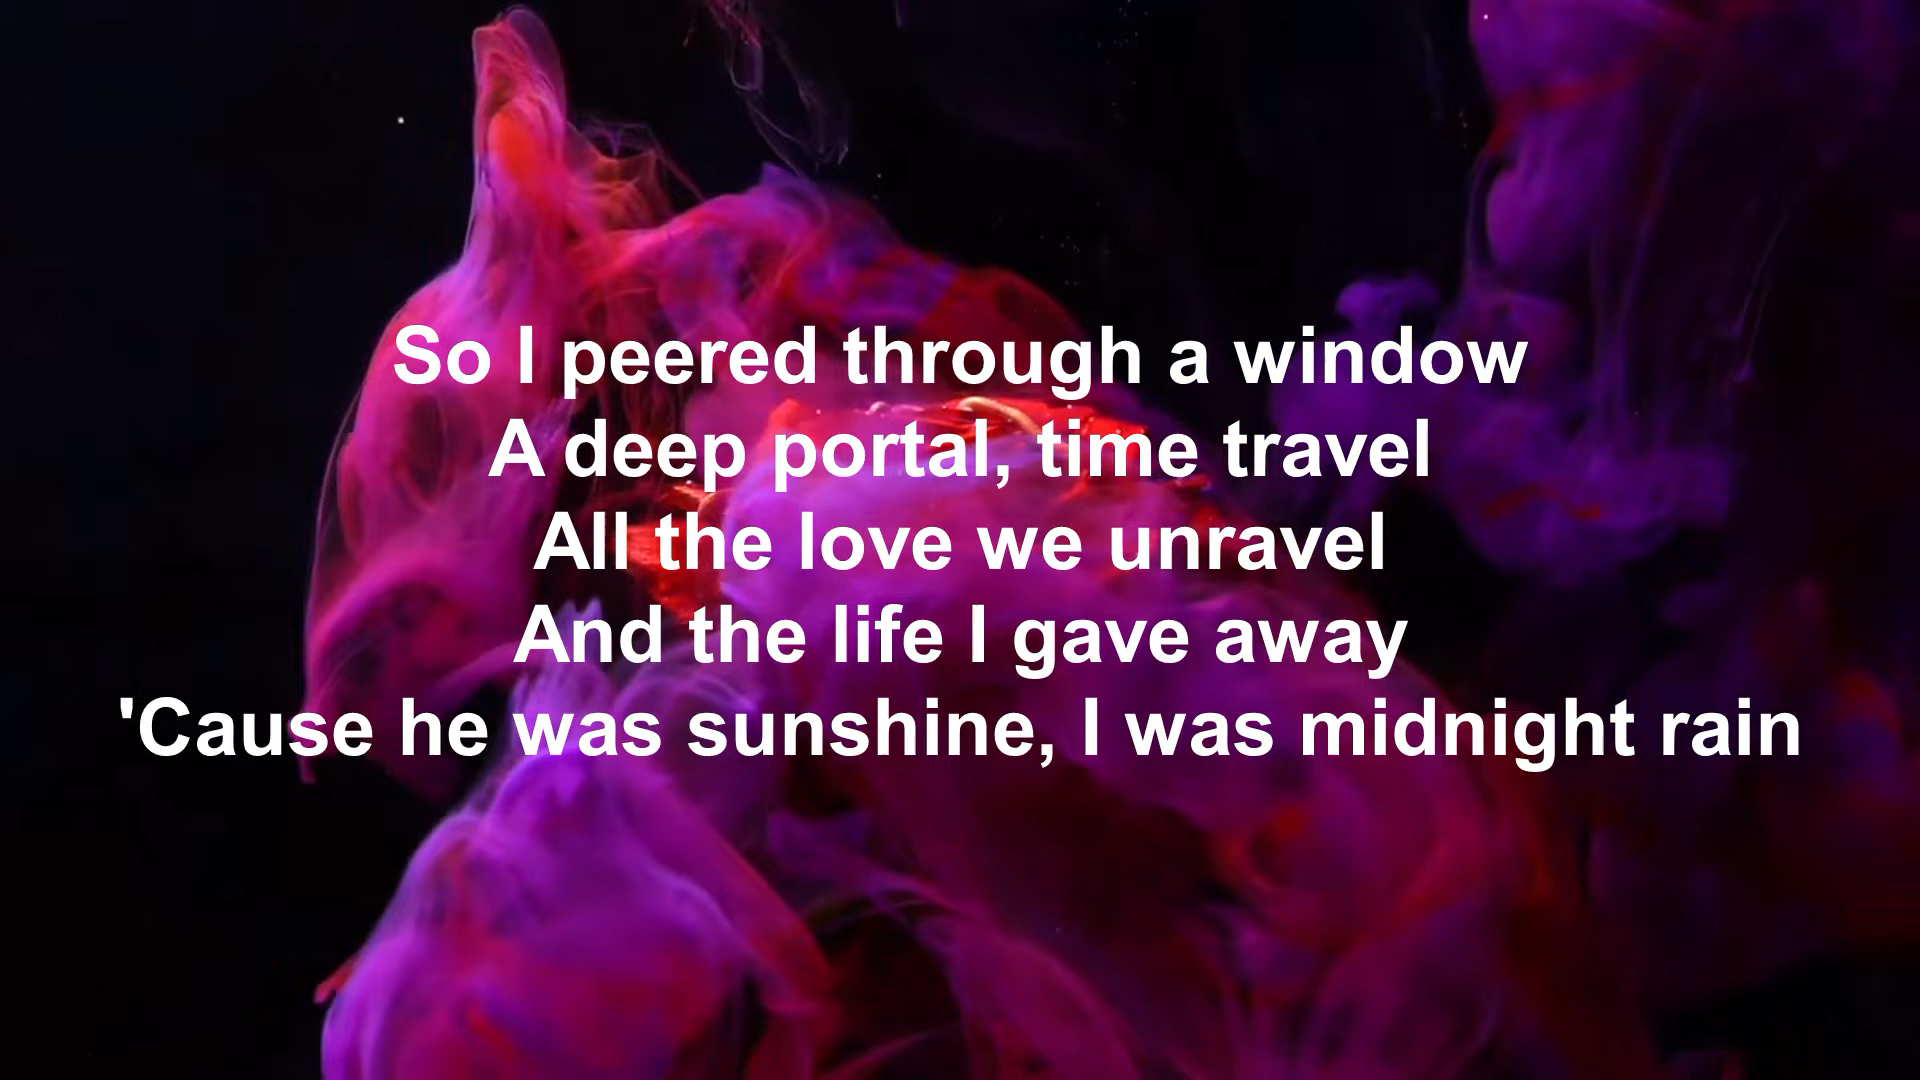 So I peered through a window
A deep portal, time travel
All the love we unravel
And the life I gave away
'Cause he was sunshine, I was midnight rain